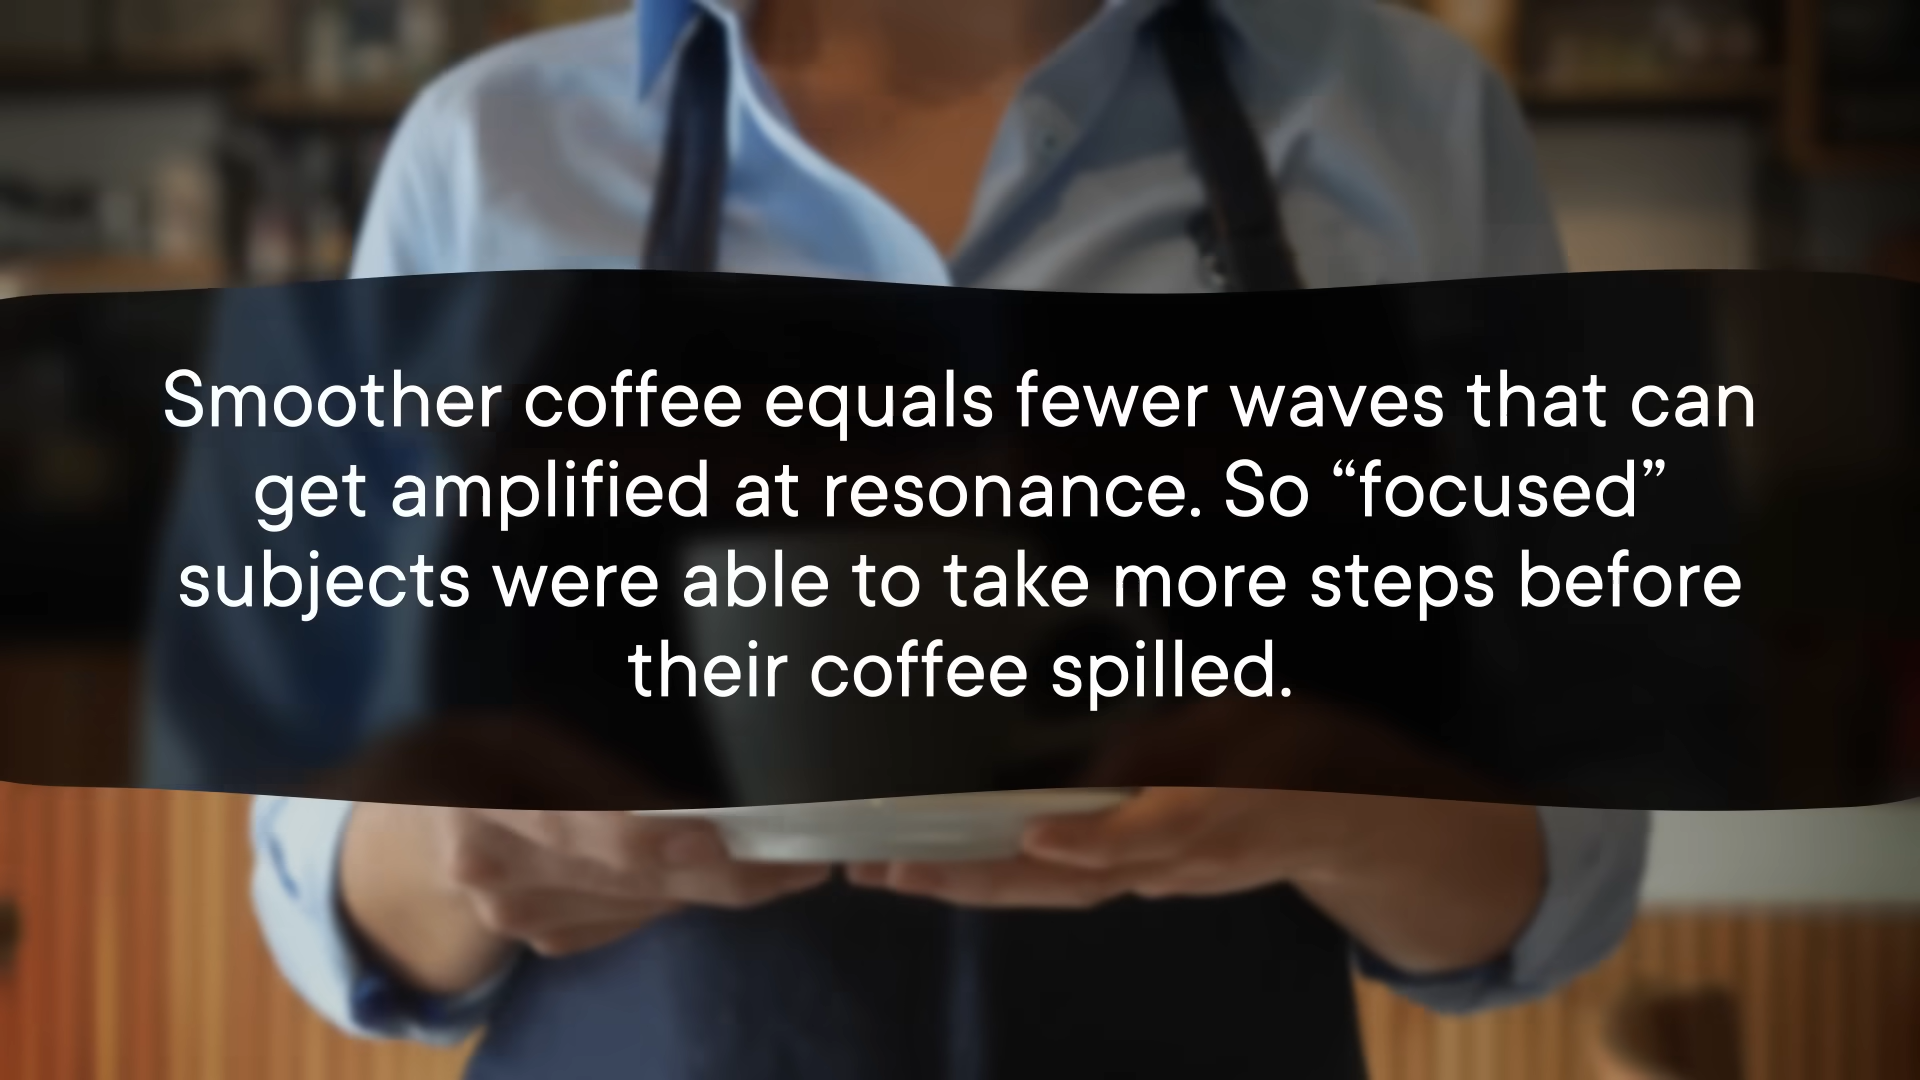 Smoother coffee equals fewer waves that can
get amplified at resonance. So “focused”
subjects were able to take more steps before
their coffee spilled.